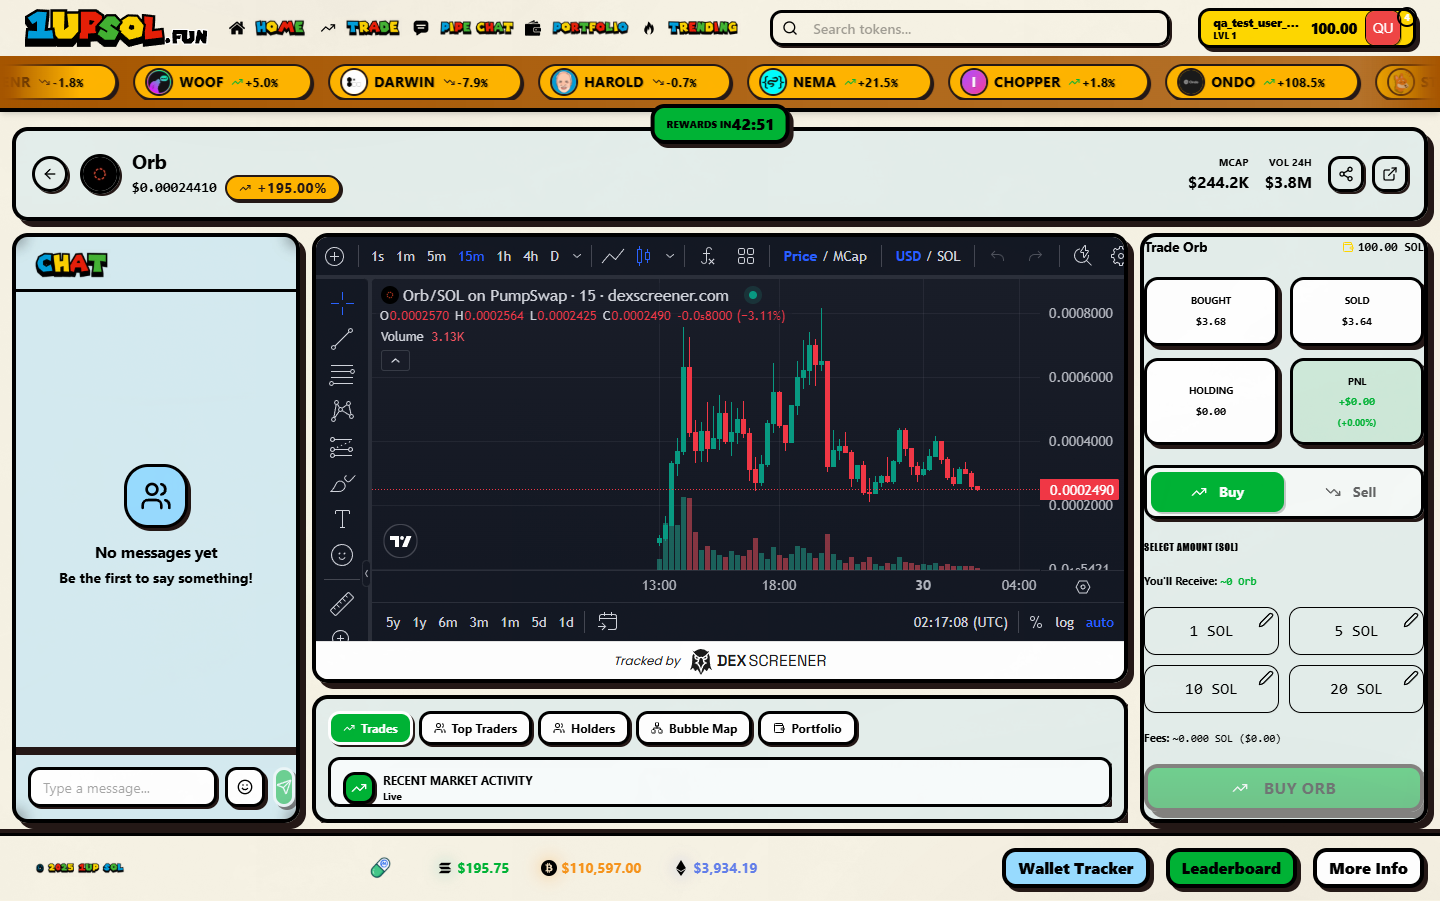 1UPSOL.FUN
HOME
TRADE
PIPE CHAT
PORTFOLIO
TRENDING
Search tokens...
qa_test_user_...
LVL 1
100.00
QU
NR -1.8%
WOOF +5.0%
DARWIN -7.9%
HAROLD -0.7%
NEMA +21.5%
CHOPPER +1.8%
ONDO +108.5%
S
REWARDS IN 42:51
Orb
$0.00024410
+195.00%
MCAP
$244.2K
VOL 24H
$3.8M
CHAT
No messages yet
Be the first to say something!
Type a message...
1s 1m 5m 15m 1h 4h D
Price / MCap
USD / SOL
Orb/SOL on PumpSwap · 15 · dexscreener.com
O0.0002570 H0.0002564 L0.0002425 C0.0002490 -0.0₅8000 (−3.11%)
Volume 3.13K
0.0008000
0.0006000
0.0004000
0.0002490
0.0002000
13:00 18:00 30 04:00
5y 1y 6m 3m 1m 5d 1d
02:17:08 (UTC)
% log auto
Tracked by DEX SCREENER
Trades
Top Traders
Holders
Bubble Map
Portfolio
RECENT MARKET ACTIVITY
Live
Trade Orb
100.00 SOL
BOUGHT
$3.68
SOLD
$3.64
HOLDING
$0.00
PNL
+$0.00
(+0.00%)
Buy
Sell
SELECT AMOUNT (SOL)
You'll Receive: ~0 Orb
1 SOL
5 SOL
10 SOL
20 SOL
Fees: ~0.000 SOL ($0.00)
BUY ORB
© 2025 1UP SOL
$195.75
$110,597.00
$3,934.19
Wallet Tracker
Leaderboard
More Info